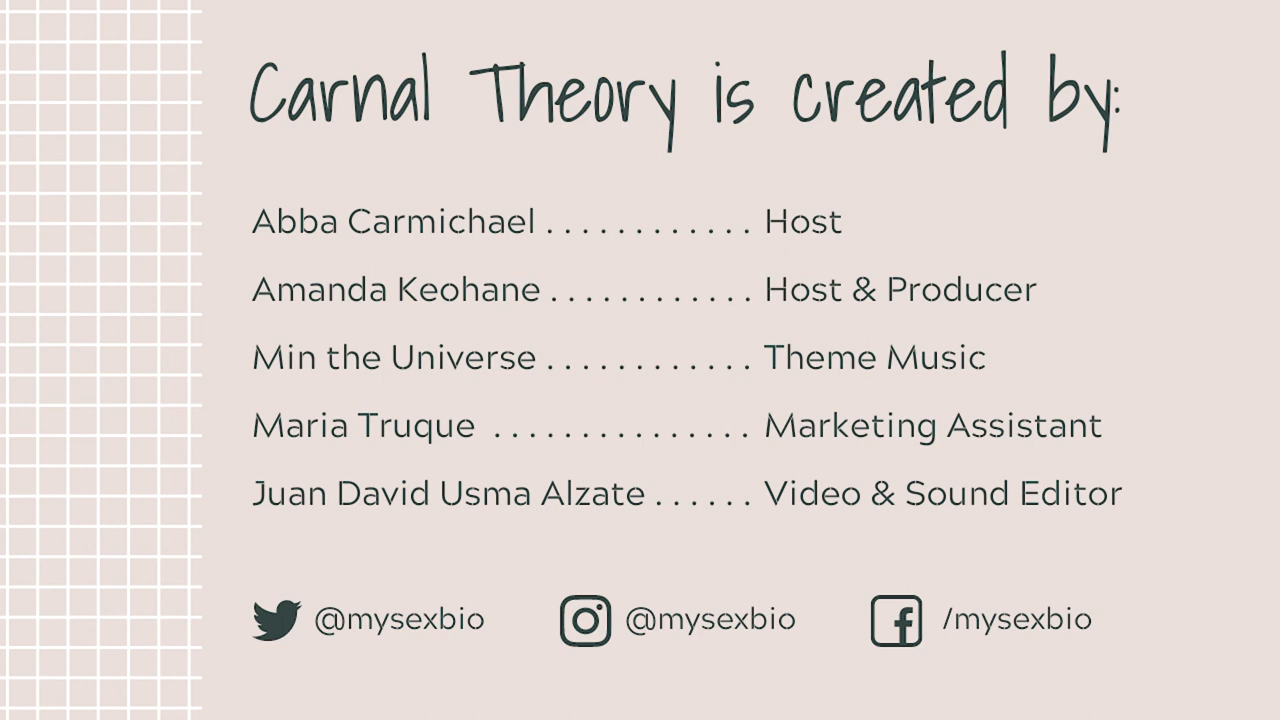 Carnal Theory is created by:
Abba Carmichael . . . . . . . . . . . . Host
Amanda Keohane . . . . . . . . . . . . Host & Producer
Min the Universe . . . . . . . . . . . . Theme Music
Maria Truque . . . . . . . . . . . . . . . Marketing Assistant
Juan David Usma Alzate . . . . . . Video & Sound Editor
@mysexbio @mysexbio /mysexbio